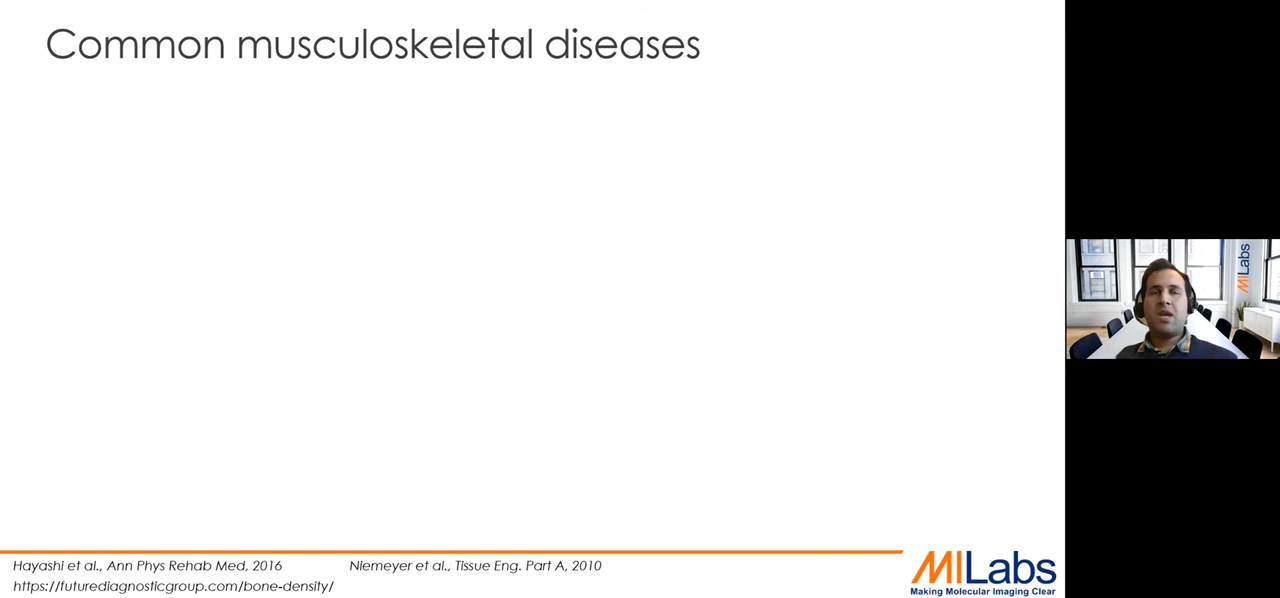 Common musculoskeletal diseases
MILabs
Hayashi et al., Ann Phys Rehab Med, 2016
Niemeyer et al., Tissue Eng. Part A, 2010
https://futurediagnosticgroup.com/bone-density/
MILabs
Making Molecular Imaging Clear